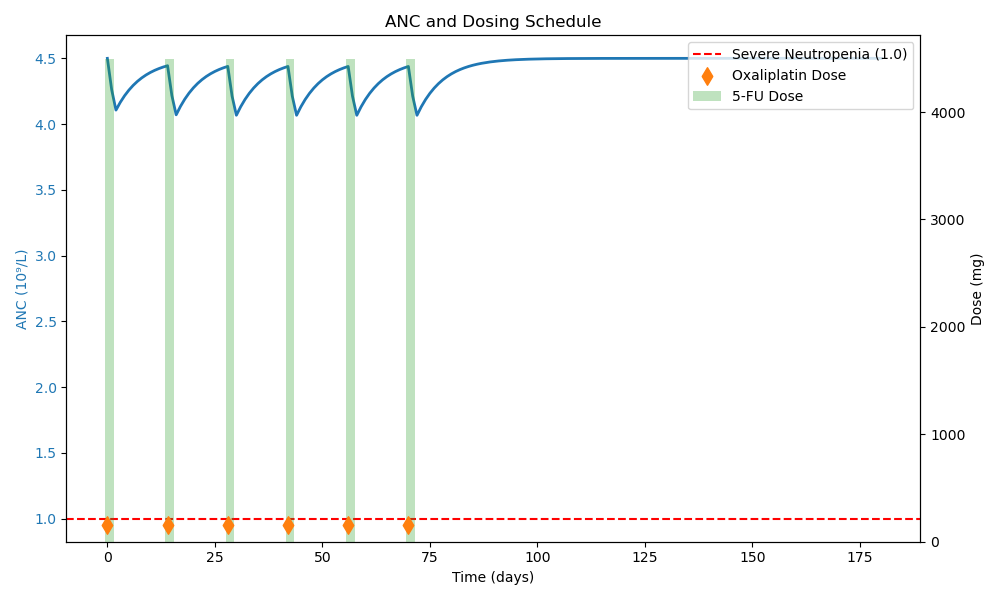 ANC and Dosing Schedule
Severe Neutropenia (1.0)
Oxaliplatin Dose
5-FU Dose
4.5
4.0
3.5
3.0
2.5
2.0
1.5
1.0
ANC (10⁹/L)
4000
3000
2000
1000
0
Dose (mg)
0 25 50 75 100 125 150 175
Time (days)